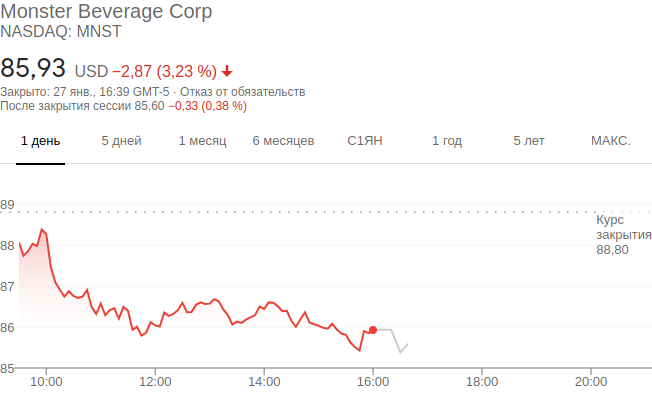 Monster Beverage Corp
NASDAQ: MNST
85,93 USD −2,87 (3,23 %)
Закрыто: 27 янв., 16:39 GMT-5 · Отказ от обязательств
После закрытия сессии 85,60 −0,33 (0,38 %)
1 день 5 дней 1 месяц 6 месяцев С1ЯН 1 год 5 лет МАКС.
89
Курс
закрытия
88,80
88
87
86
85
10:00 12:00 14:00 16:00 18:00 20:00